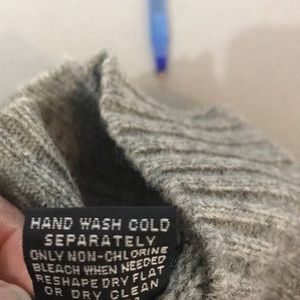 HAND WASH COLD
SEPARATELY
ONLY NON-CHLORINE
BLEACH WHEN NEEDED
RESHAPE DRY FLAT
OR DRY CLEAN